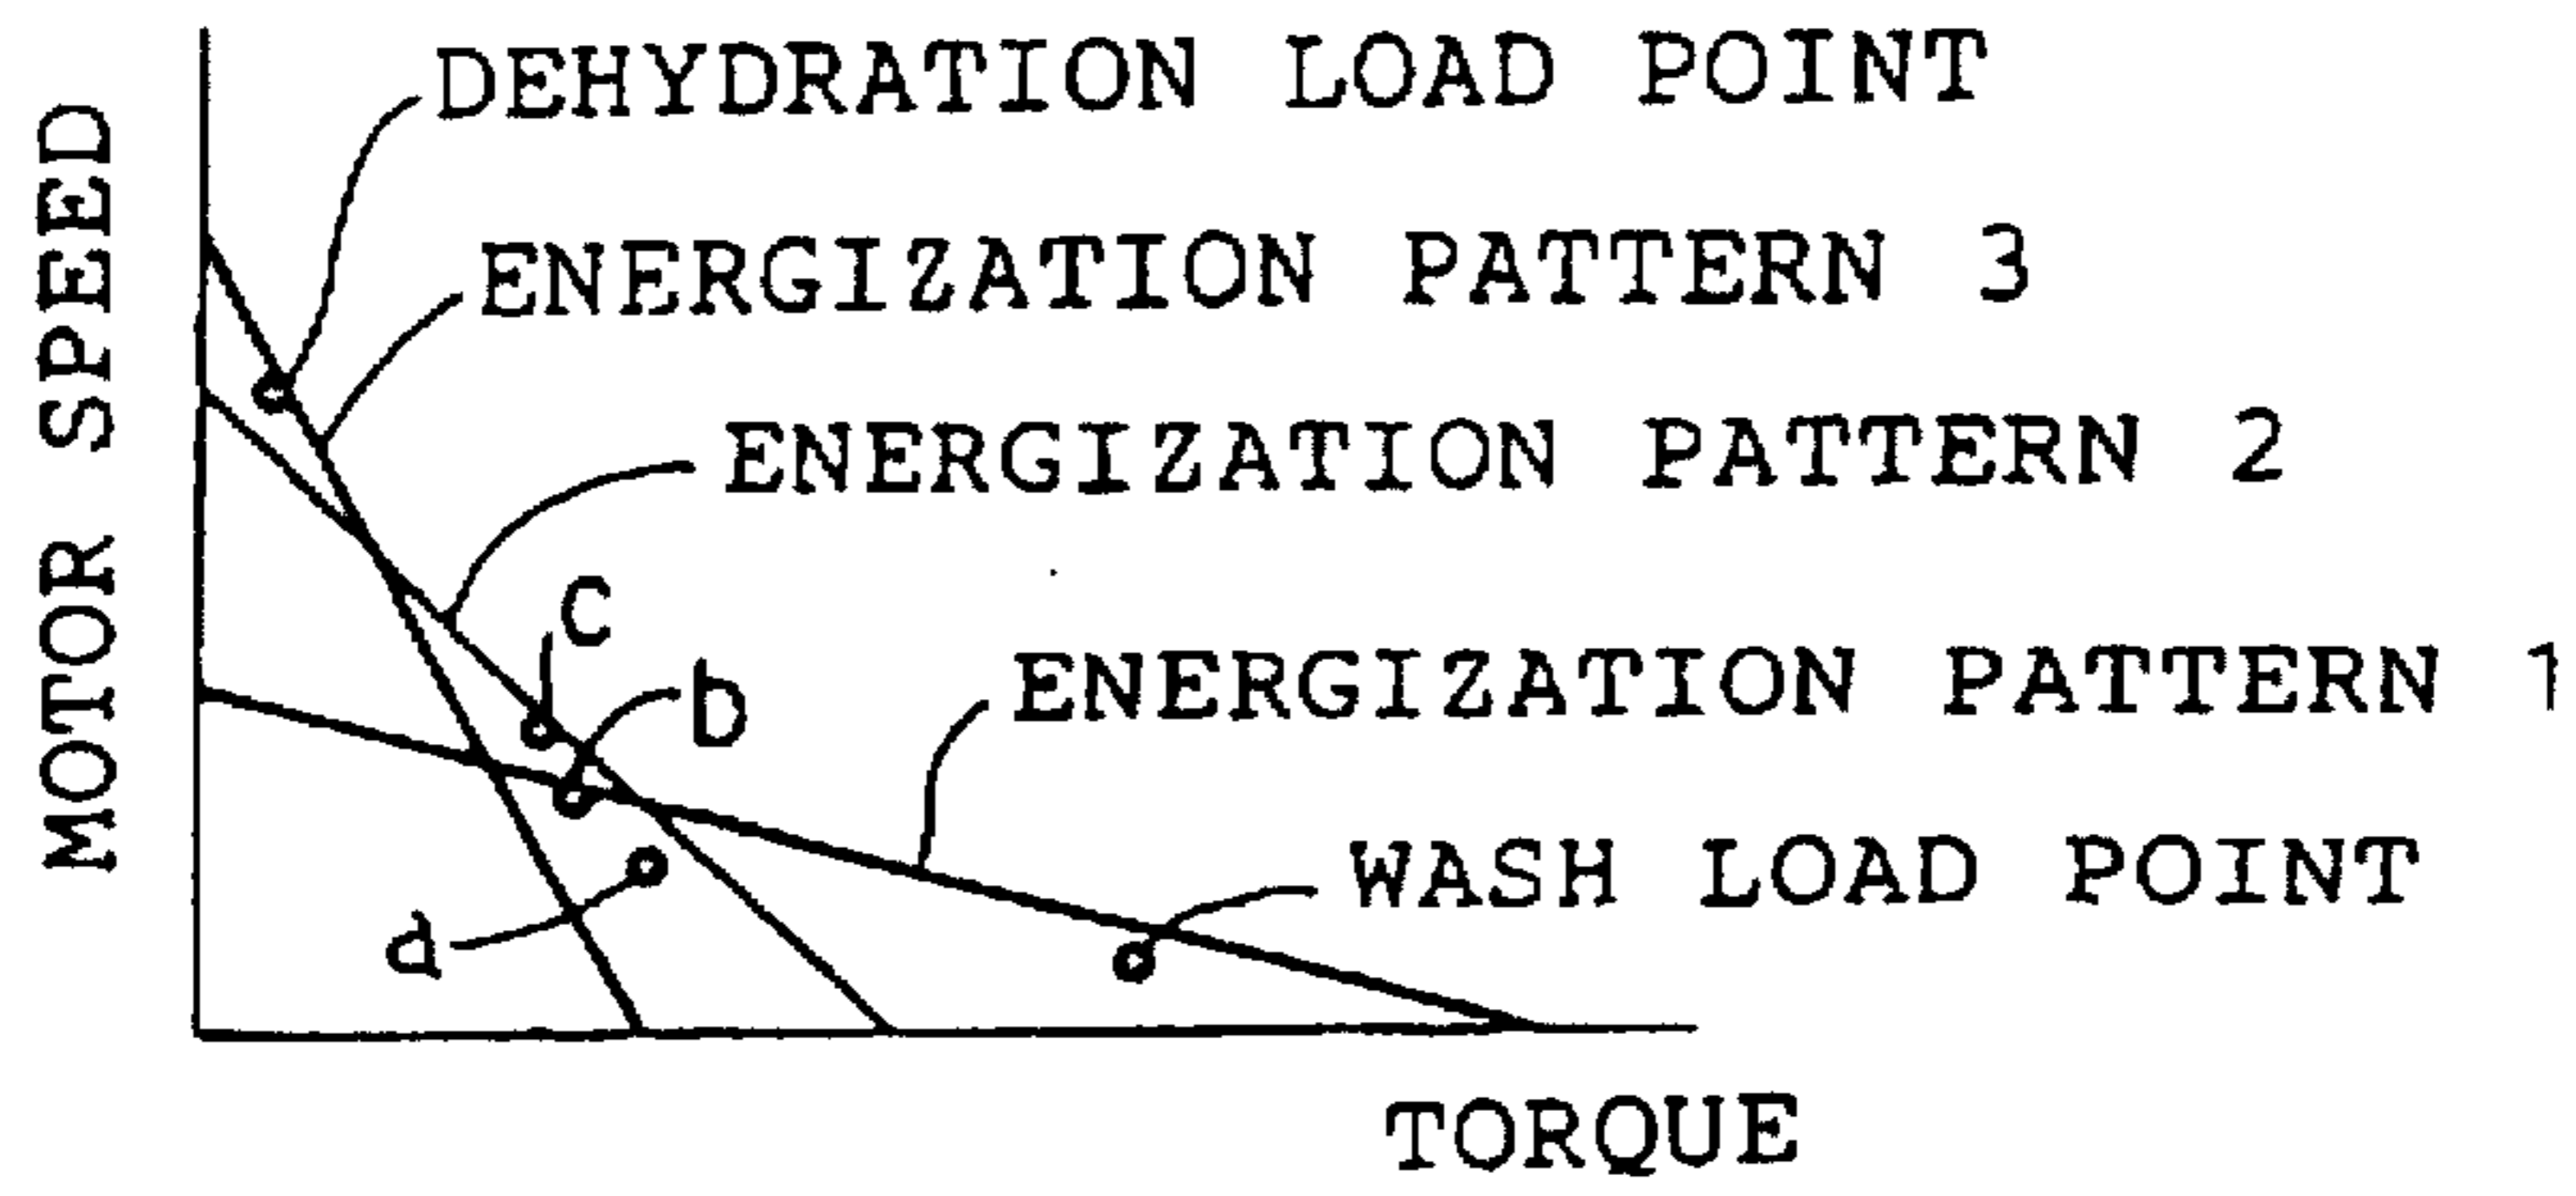 DEHYDRATION LOAD POINT
ENERGIZATION PATTERN 3
ENERGIZATION PATTERN 2
C
b
ENERGIZATION PATTERN 1
WASH LOAD POINT
d
MOTOR SPEED
TORQUE